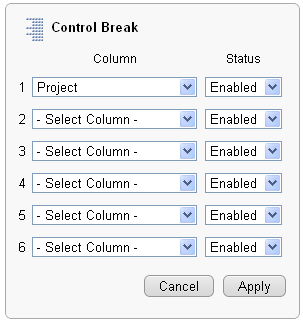 Control Break
Column Status
1 Project Enabled
2 - Select Column - Enabled
3 - Select Column - Enabled
4 - Select Column - Enabled
5 - Select Column - Enabled
6 - Select Column - Enabled
Cancel Apply